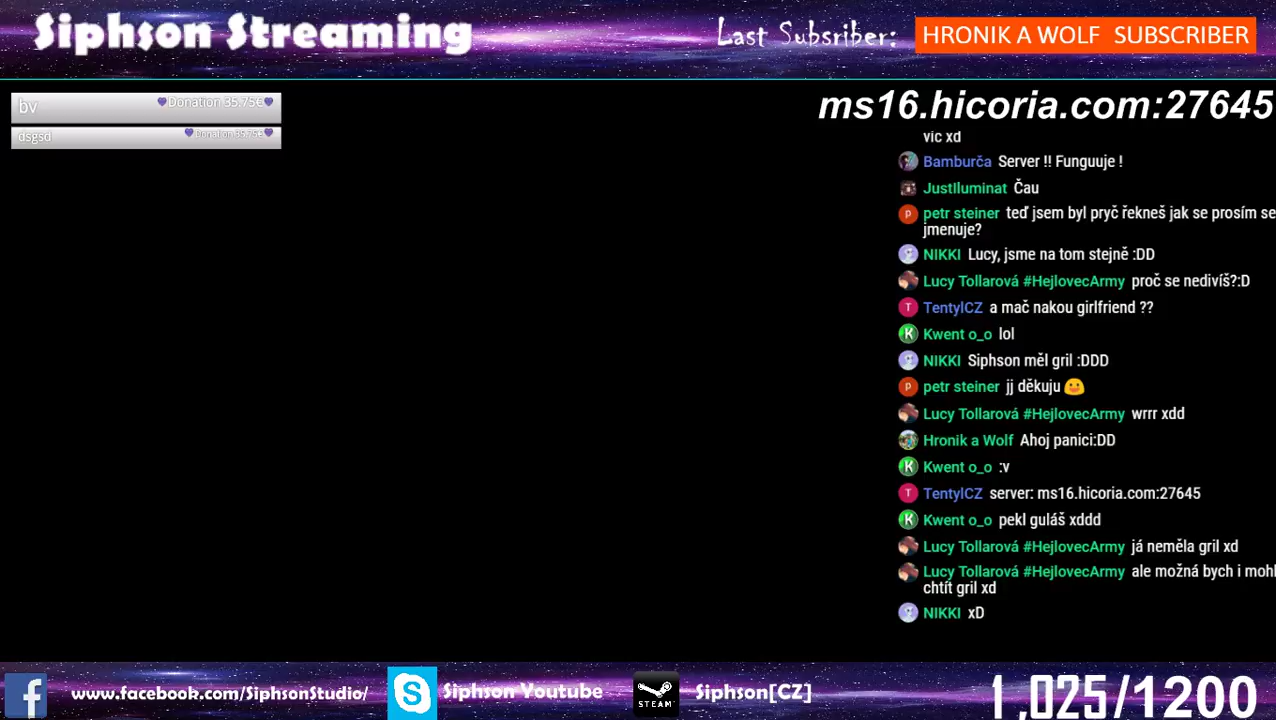 Siphson Streaming
Last Subsriber: HRONIK A WOLF SUBSCRIBER
bv 💜Donation 35.75€💜
dsgsd 💜Donation 35.75€💜
ms16.hicoria.com:27645
vic xd
Bamburča Server !! Funguuje !
JustIluminat Čau
P petr steiner teď jsem byl pryč řekneš jak se prosím se
jmenuje?
NIKKI Lucy, jsme na tom stejně :DD
Lucy Tollarová #HejlovecArmy proč se nedivíš?:D
T TentylCZ a mač nakou girlfriend ??
K Kwent o_o lol
NIKKI Siphson měl gril :DDD
P petr steiner jj děkuju
Lucy Tollarová #HejlovecArmy wrrr xdd
Hronik a Wolf Ahoj panici:DD
K Kwent o_o :v
T TentylCZ server: ms16.hicoria.com:27645
K Kwent o_o pekl guláš xddd
Lucy Tollarová #HejlovecArmy já neměla gril xd
Lucy Tollarová #HejlovecArmy ale možná bych i mohl
chtít gril xd
NIKKI xD
f www.facebook.com/SiphsonStudio/ S Siphson Youtube STEAM Siphson[CZ] 1,025/1200